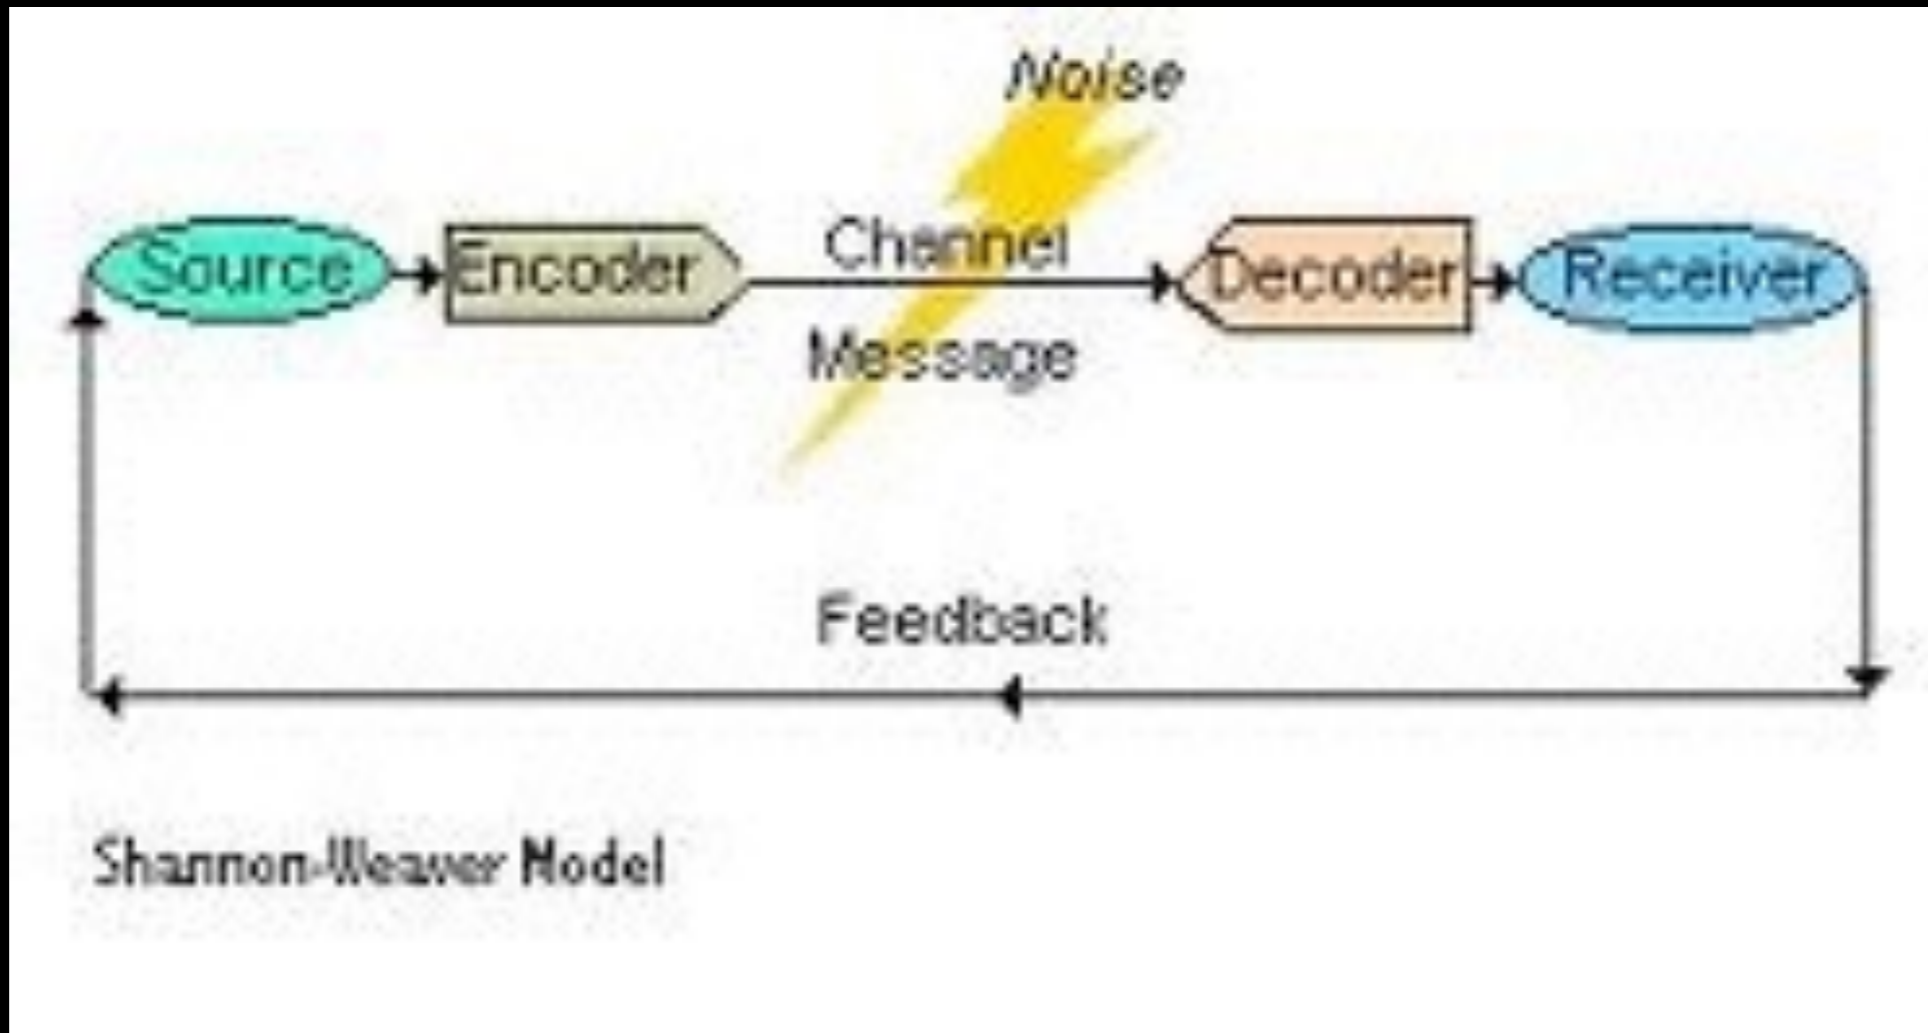 Noise
Source
Encoder
Channel
Message
Decoder
Receiver
Feedback
Shannon-Weaver Model